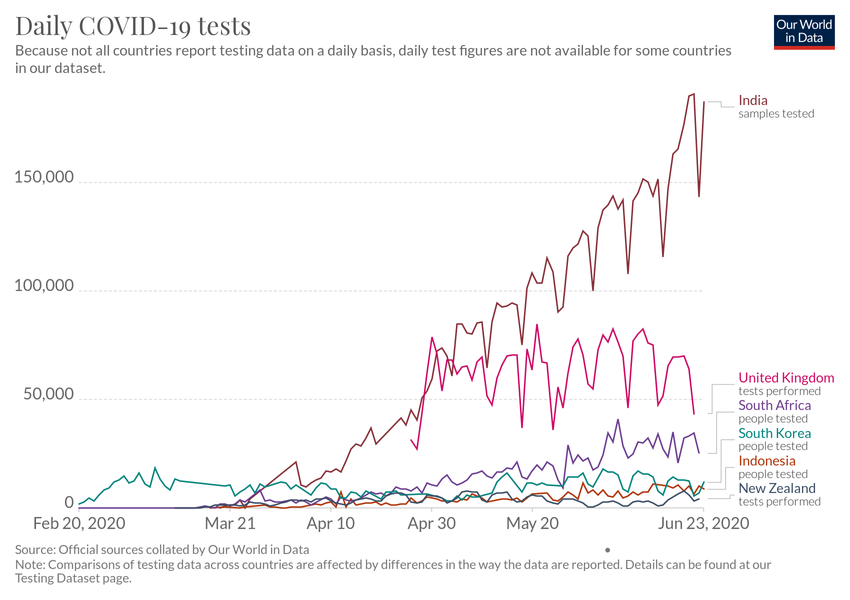 Daily COVID-19 tests
Our World
in Data
Because not all countries report testing data on a daily basis, daily test figures are not available for some countries
in our dataset.
India
samples tested
150,000
100,000
50,000
0
United Kingdom
tests performed
South Africa
people tested
South Korea
people tested
Indonesia
people tested
New Zealand
tests performed
Feb 20, 2020
Mar 21
Apr 10
Apr 30
May 20
Jun 23, 2020
Source: Official sources collated by Our World in Data
Note: Comparisons of testing data across countries are affected by differences in the way the data are reported. Details can be found at our
Testing Dataset page.